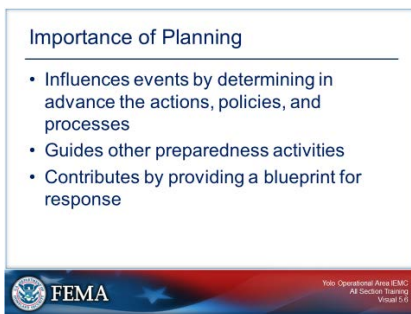 Importance of Planning
• Influences events by determining in
advance the actions, policies, and
processes
• Guides other preparedness activities
• Contributes by providing a blueprint for
response
FEMA
Yolo Operational Area IEMC
All Section Training
Visual 5.6